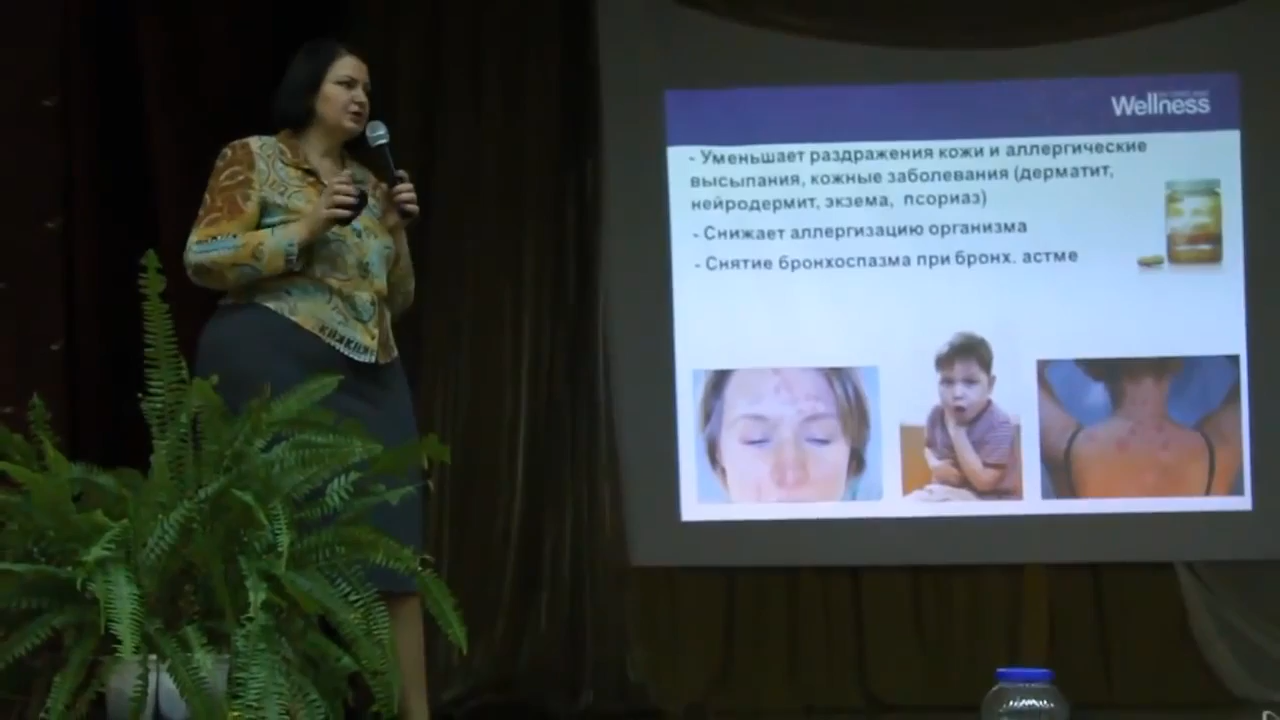 Wellness
- Уменьшает раздражения кожи и аллергические
высыпания, кожные заболевания (дерматит,
нейродермит, экзема, псориаз)
- Снижает аллергизацию организма
- Снятие бронхоспазма при бронх. астме